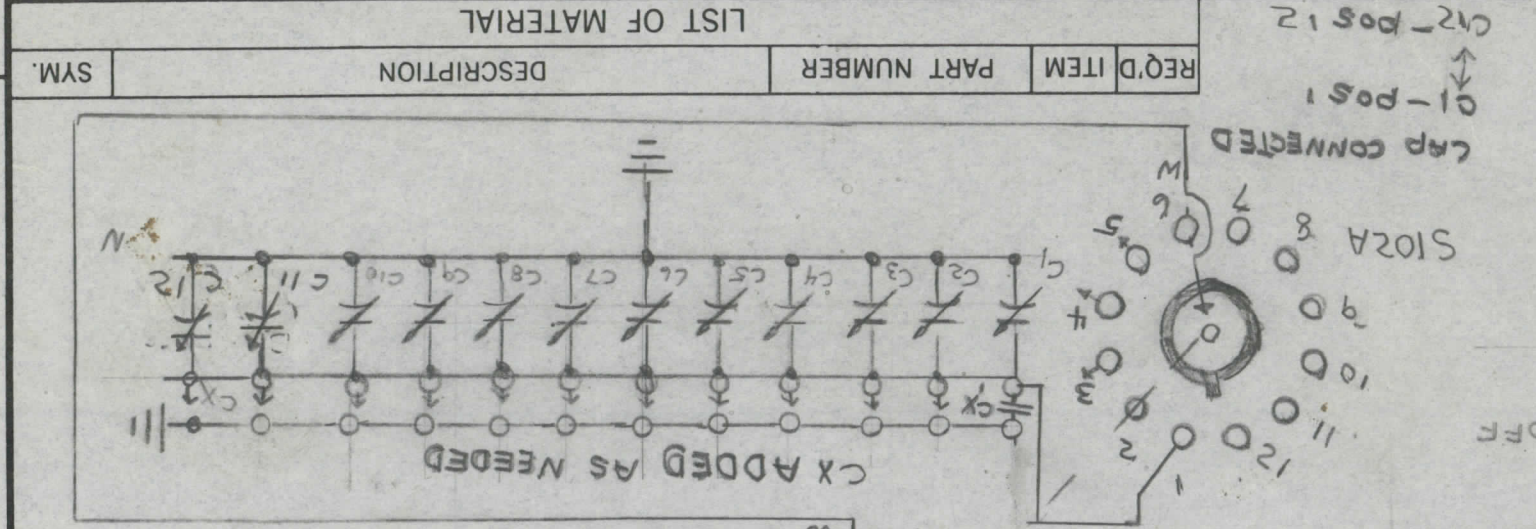 CX ADDED AS NEEDED
OFF
12 1
11 2
10 3
CX CX
9 4
S102A
8 5
7 6
C1 C2 C3 C4 C5 C6 C7 C8 C9 C10 C11 C12
N
M
CAP CONNECTED
C1-POS 1
C12-POS 12
REQ'D ITEM PART NUMBER DESCRIPTION SYM.
LIST OF MATERIAL